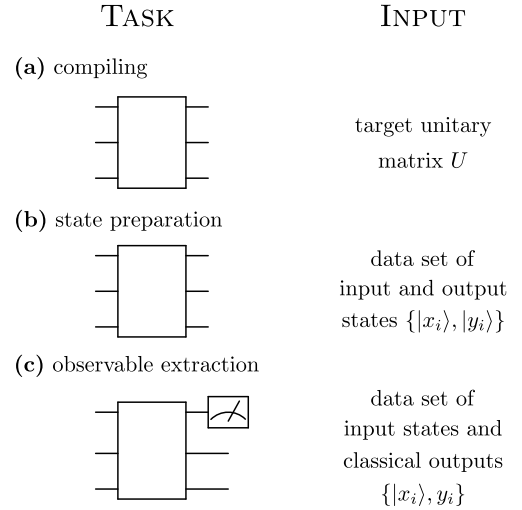 TASK INPUT
(a) compiling
target unitary
matrix U
(b) state preparation
data set of
input and output
states {|x_i⟩, |y_i⟩}
(c) observable extraction
data set of
input states and
classical outputs
{|x_i⟩, y_i}